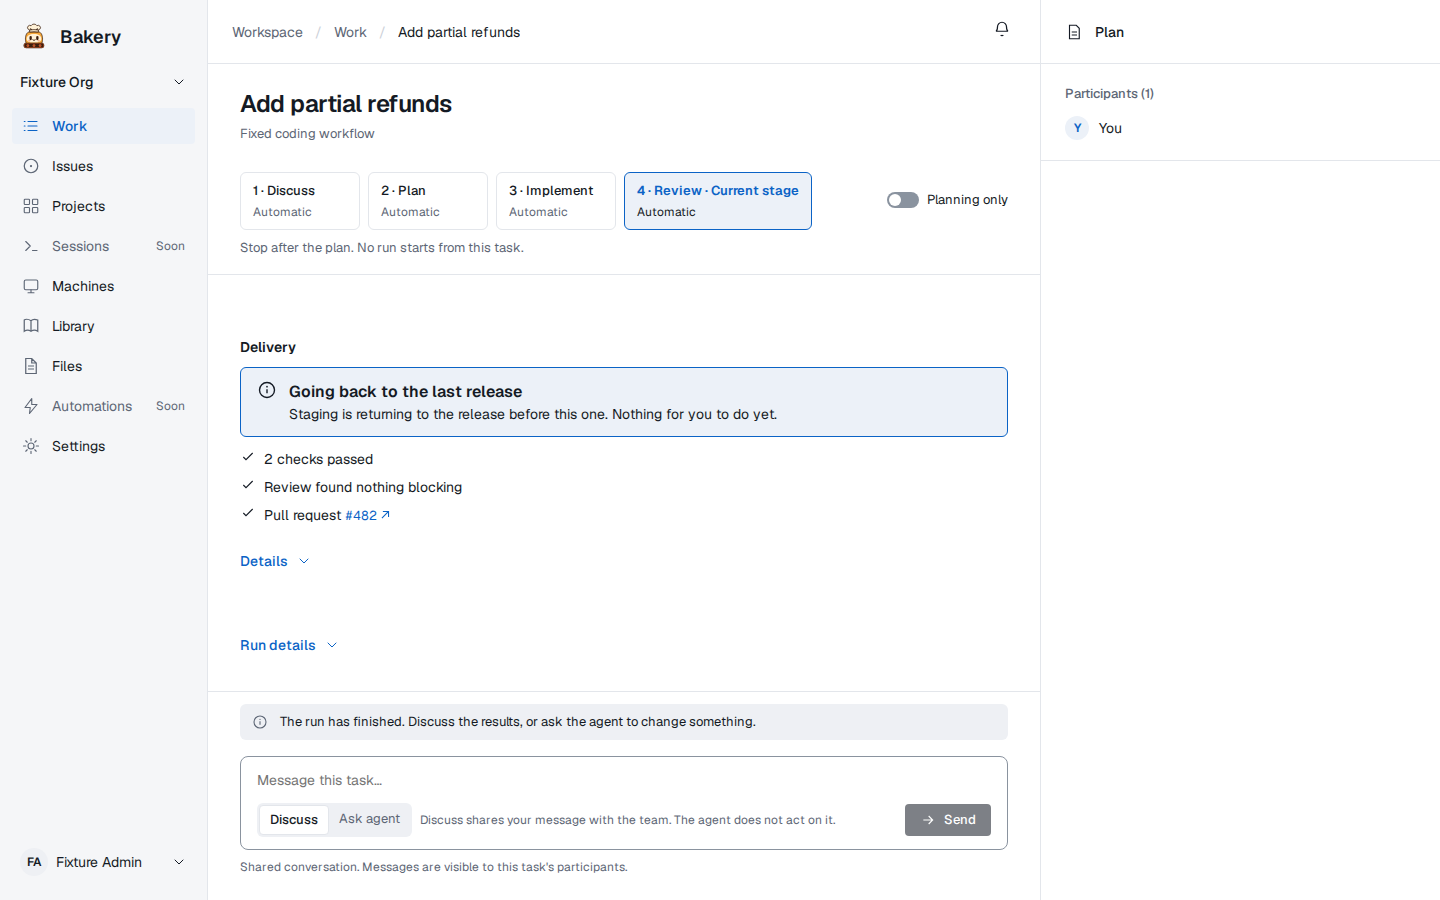 Bakery
Fixture Org
Work
Issues
Projects
Sessions Soon
Machines
Library
Files
Automations Soon
Settings
FA Fixture Admin
Workspace / Work / Add partial refunds
Add partial refunds
Fixed coding workflow
1 · Discuss
Automatic
2 · Plan
Automatic
3 · Implement
Automatic
4 · Review · Current stage
Automatic
Planning only
Stop after the plan. No run starts from this task.
Delivery
Going back to the last release
Staging is returning to the release before this one. Nothing for you to do yet.
2 checks passed
Review found nothing blocking
Pull request #482
Details
Run details
The run has finished. Discuss the results, or ask the agent to change something.
Message this task...
Discuss Ask agent Discuss shares your message with the team. The agent does not act on it. Send
Shared conversation. Messages are visible to this task's participants.
Plan
Participants (1)
Y You